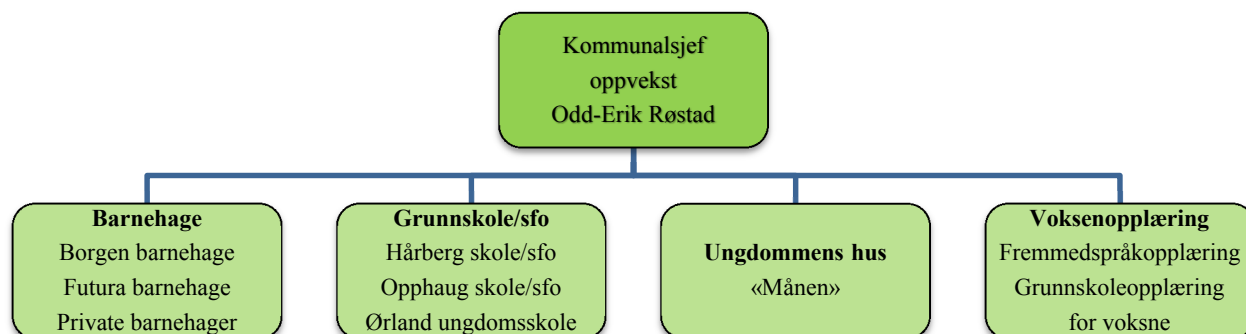 Kommunalsjef
oppvekst
Odd-Erik Røstad
Barnehage
Borgen barnehage
Futura barnehage
Private barnehager
Grunnskole/sfo
Hårberg skole/sfo
Opphaug skole/sfo
Ørland ungdomsskole
Ungdommens hus
«Månen»
Voksenopplæring
Fremmedspråkopplæring
Grunnskoleopplæring
for voksne